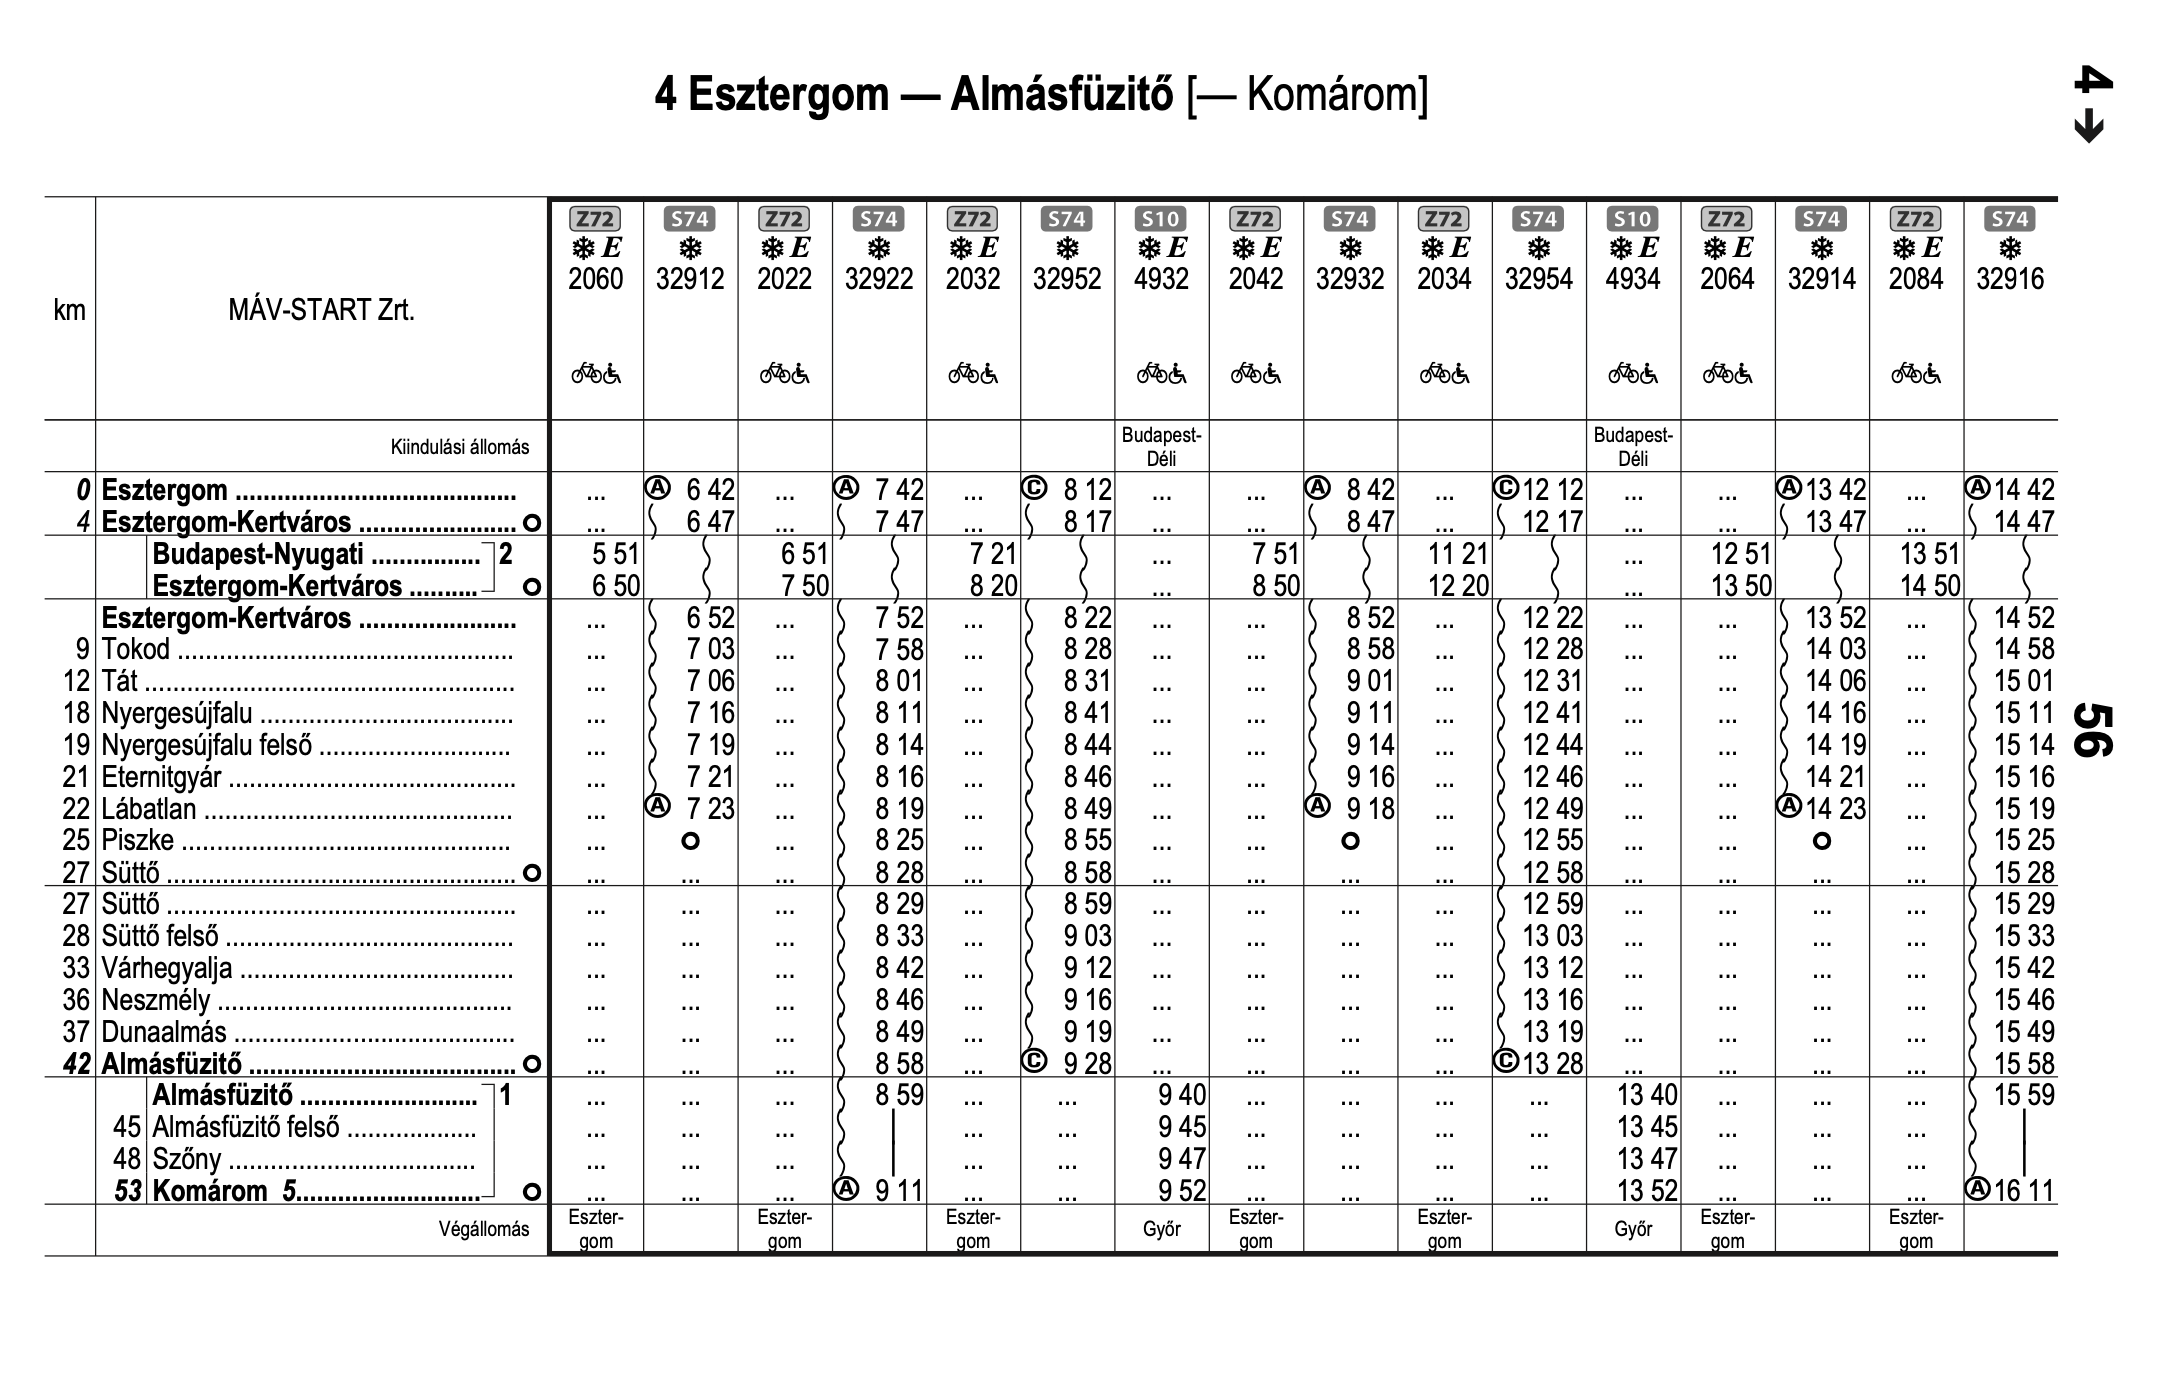 4 Esztergom — Almásfüzitő [— Komárom]
4 →
km MÁV-START Zrt. Z72 S74 Z72 S74 Z72 S74 S10 Z72 S74 Z72 S74 S10 Z72 S74 Z72 S74
❄ E ❄ ❄ E ❄ ❄ E ❄ ❄ E ❄ E ❄ ❄ E ❄ ❄ E ❄ E ❄ ❄ E ❄
2060 32912 2022 32922 2032 32952 4932 2042 32932 2034 32954 4934 2064 32914 2084 32916
Kiindulási állomás Budapest-Déli Budapest-Déli
0 Esztergom ... Ⓐ 6 42 ... Ⓐ 7 42 ... Ⓒ 8 12 ... ... Ⓐ 8 42 ... Ⓒ 12 12 ... ... Ⓐ 13 42 ... Ⓐ 14 42
4 Esztergom-Kertváros O ... 6 47 ... 7 47 ... 8 17 ... ... 8 47 ... 12 17 ... ... 13 47 ... 14 47
Budapest-Nyugati 2 5 51 6 51 7 21 ... 7 51 11 21 ... 12 51 13 51
Esztergom-Kertváros O 6 50 7 50 8 20 ... 8 50 12 20 ... 13 50 14 50
Esztergom-Kertváros ... 6 52 ... 7 52 ... 8 22 ... ... 8 52 ... 12 22 ... ... 13 52 ... 14 52
9 Tokod ... 7 03 ... 7 58 ... 8 28 ... ... 8 58 ... 12 28 ... ... 14 03 ... 14 58
12 Tát ... 7 06 ... 8 01 ... 8 31 ... ... 9 01 ... 12 31 ... ... 14 06 ... 15 01
18 Nyergesújfalu ... 7 16 ... 8 11 ... 8 41 ... ... 9 11 ... 12 41 ... ... 14 16 ... 15 11
19 Nyergesújfalu felső ... 7 19 ... 8 14 ... 8 44 ... ... 9 14 ... 12 44 ... ... 14 19 ... 15 14
21 Eternitgyár ... 7 21 ... 8 16 ... 8 46 ... ... 9 16 ... 12 46 ... ... 14 21 ... 15 16
22 Lábatlan ... Ⓐ 7 23 ... 8 19 ... 8 49 ... ... Ⓐ 9 18 ... 12 49 ... ... Ⓐ 14 23 ... 15 19
25 Piszke ... O ... 8 25 ... 8 55 ... ... O ... 12 55 ... ... O ... 15 25
27 Süttő O ... ... ... 8 28 ... 8 58 ... ... ... ... 12 58 ... ... ... ... 15 28
27 Süttő ... ... ... 8 29 ... 8 59 ... ... ... ... 12 59 ... ... ... ... 15 29
28 Süttő felső ... ... ... 8 33 ... 9 03 ... ... ... ... 13 03 ... ... ... ... 15 33
33 Várhegyalja ... ... ... 8 42 ... 9 12 ... ... ... ... 13 12 ... ... ... ... 15 42
36 Neszmély ... ... ... 8 46 ... 9 16 ... ... ... ... 13 16 ... ... ... ... 15 46
37 Dunaalmás ... ... ... 8 49 ... 9 19 ... ... ... ... 13 19 ... ... ... ... 15 49
42 Almásfüzitő O ... ... ... 8 58 ... Ⓒ 9 28 ... ... ... ... Ⓒ 13 28 ... ... ... ... 15 58
Almásfüzitő 1 ... ... ... 8 59 ... ... 9 40 ... ... ... ... 13 40 ... ... ... 15 59
45 Almásfüzitő felső ... ... ... | ... ... 9 45 ... ... ... ... 13 45 ... ... ... |
48 Szőny ... ... ... | ... ... 9 47 ... ... ... ... 13 47 ... ... ... |
53 Komárom 5 O ... ... ... Ⓐ 9 11 ... ... 9 52 ... ... ... ... 13 52 ... ... ... Ⓐ 16 11
Végállomás Eszter-gom Eszter-gom Eszter-gom Győr Eszter-gom Eszter-gom Győr Eszter-gom Eszter-gom
56